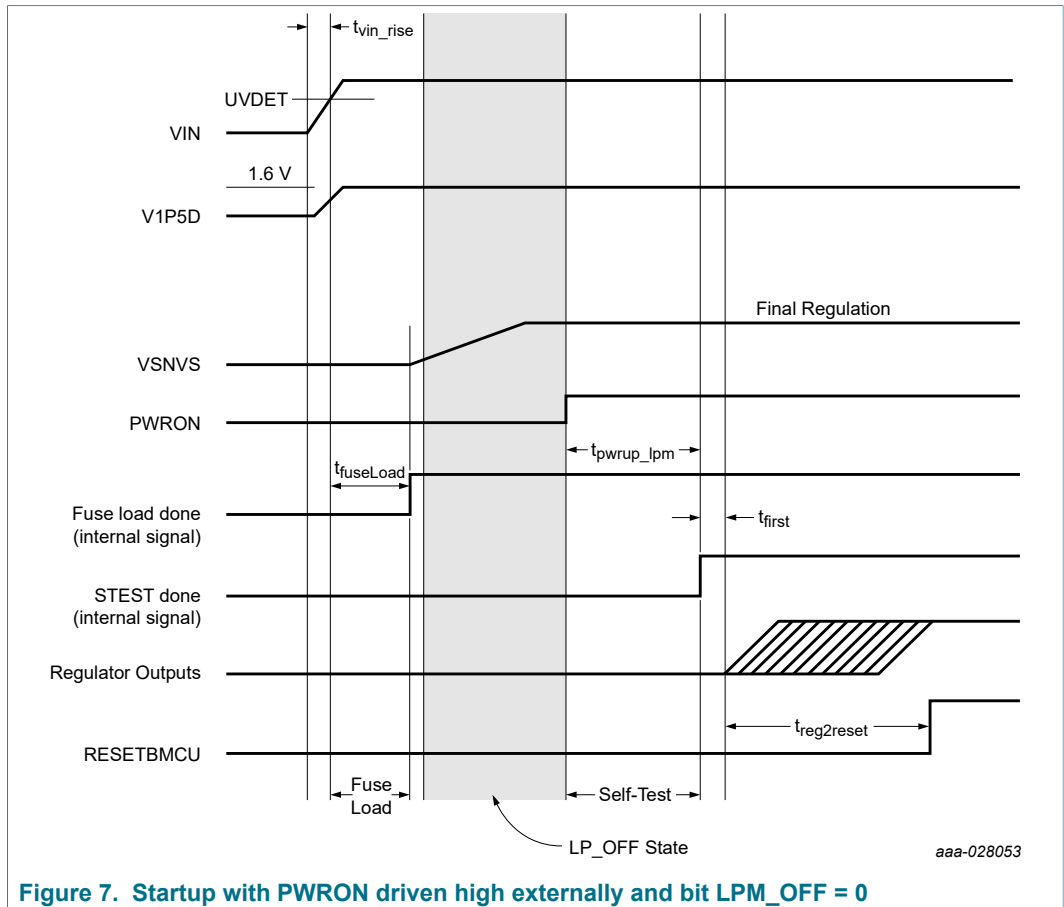 tvin_rise
UVDET
VIN
1.6 V
V1P5D
Final Regulation
VSNVS
PWRON
tpwrup_lpm
tfuseLoad
Fuse load done
(internal signal)
tfirst
STEST done
(internal signal)
Regulator Outputs
treg2reset
RESETBMCU
Fuse
Load
Self-Test
LP_OFF State
aaa-028053
Figure 7. Startup with PWRON driven high externally and bit LPM_OFF = 0